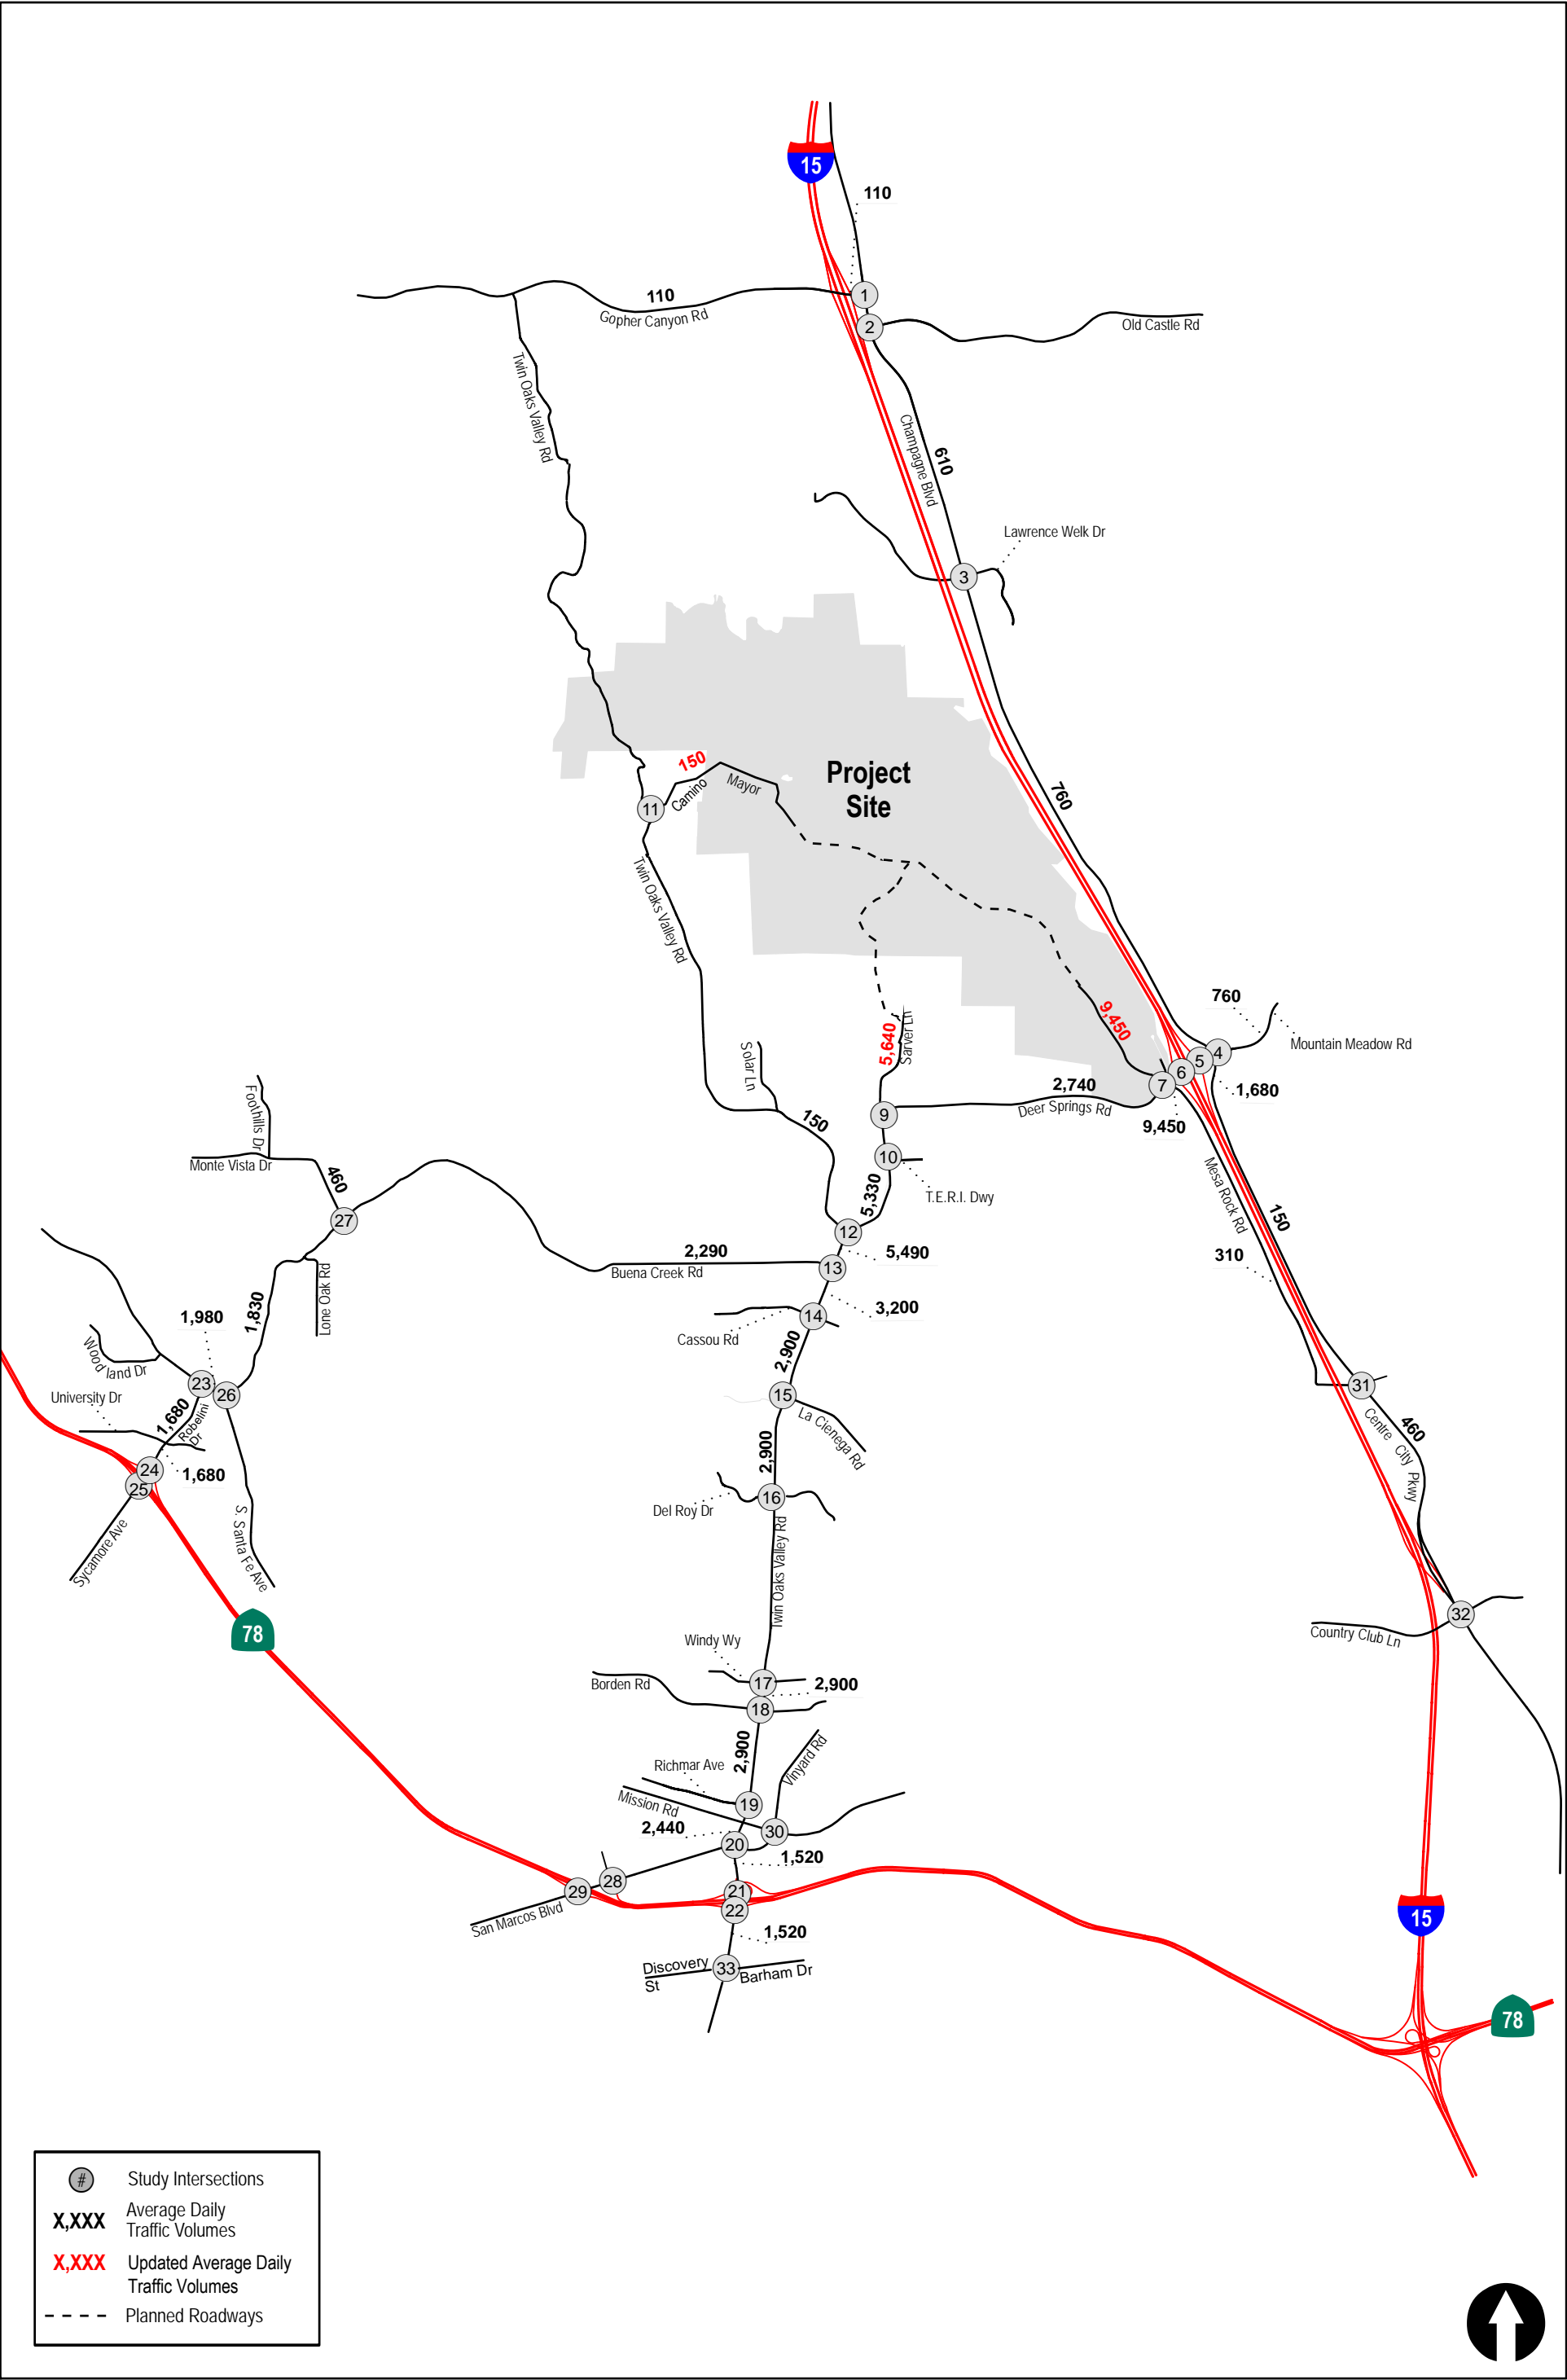 15
110
110
Gopher Canyon Rd
1
2
Old Castle Rd
Twin Oaks Valley Rd
Champagne Blvd
610
Lawrence Welk Dr
3
Project
Site
150
Camino
Mayor
11
760
Twin Oaks Valley Rd
760
Mountain Meadow Rd
9,450
5,640
Sarver Ln
Solar Ln
4
5
6
7
1,680
2,740
Deer Springs Rd
9,450
9
150
Foothills Dr
Monte Vista Dr
460
10
T.E.R.I. Dwy
5,330
Mesa Rock Rd
150
27
12
5,490
310
2,290
Buena Creek Rd
13
Lone Oak Rd
1,830
1,980
3,200
14
Cassou Rd
2,900
Wood land Dr
23
26
31
University Dr
1,680
Robelini
Dr
15
La Cienega Rd
460
Centre City Pkwy
2,900
24
1,680
25
16
Del Roy Dr
Sycamore Ave
S. Santa Fe Ave
Twin Oaks Valley Rd
78
32
Country Club Ln
Windy Wy
17
2,900
Borden Rd
18
2,900
Vinyard Rd
Richmar Ave
Mission Rd
19
2,440
30
20
1,520
28
29
21
22
San Marcos Blvd
1,520
15
Discovery
St
33
Barham Dr
78
# Study Intersections
X,XXX Average Daily
Traffic Volumes
X,XXX Updated Average Daily
Traffic Volumes
Planned Roadways